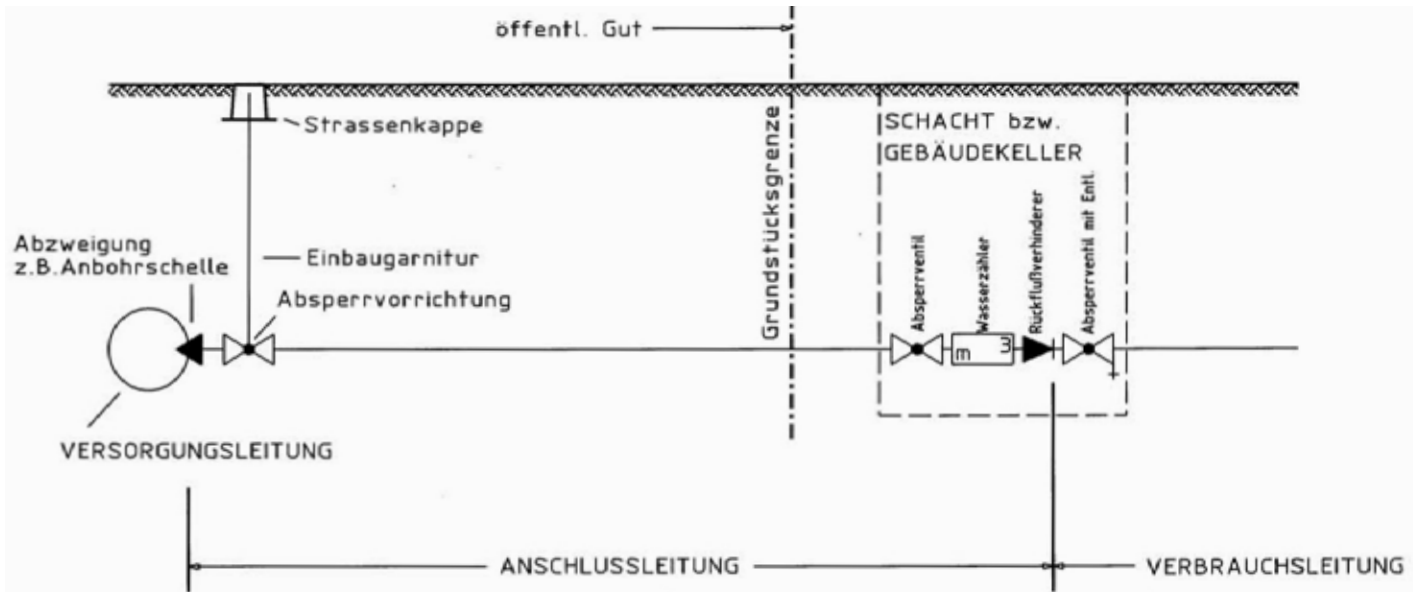 öffentl. Gut
Strassenkappe
SCHACHT bzw.
GEBÄUDEKELLER
Grundstücksgrenze
Abzweigung
z.B.Anbohrschelle
Einbaugarnitur
Absperrvorrichtung
Absperrventil
Wasserzähler
Rückflußverhinderer
Absperrventil mit Entl.
m 3
VERSORGUNGSLEITUNG
ANSCHLUSSLEITUNG
VERBRAUCHSLEITUNG